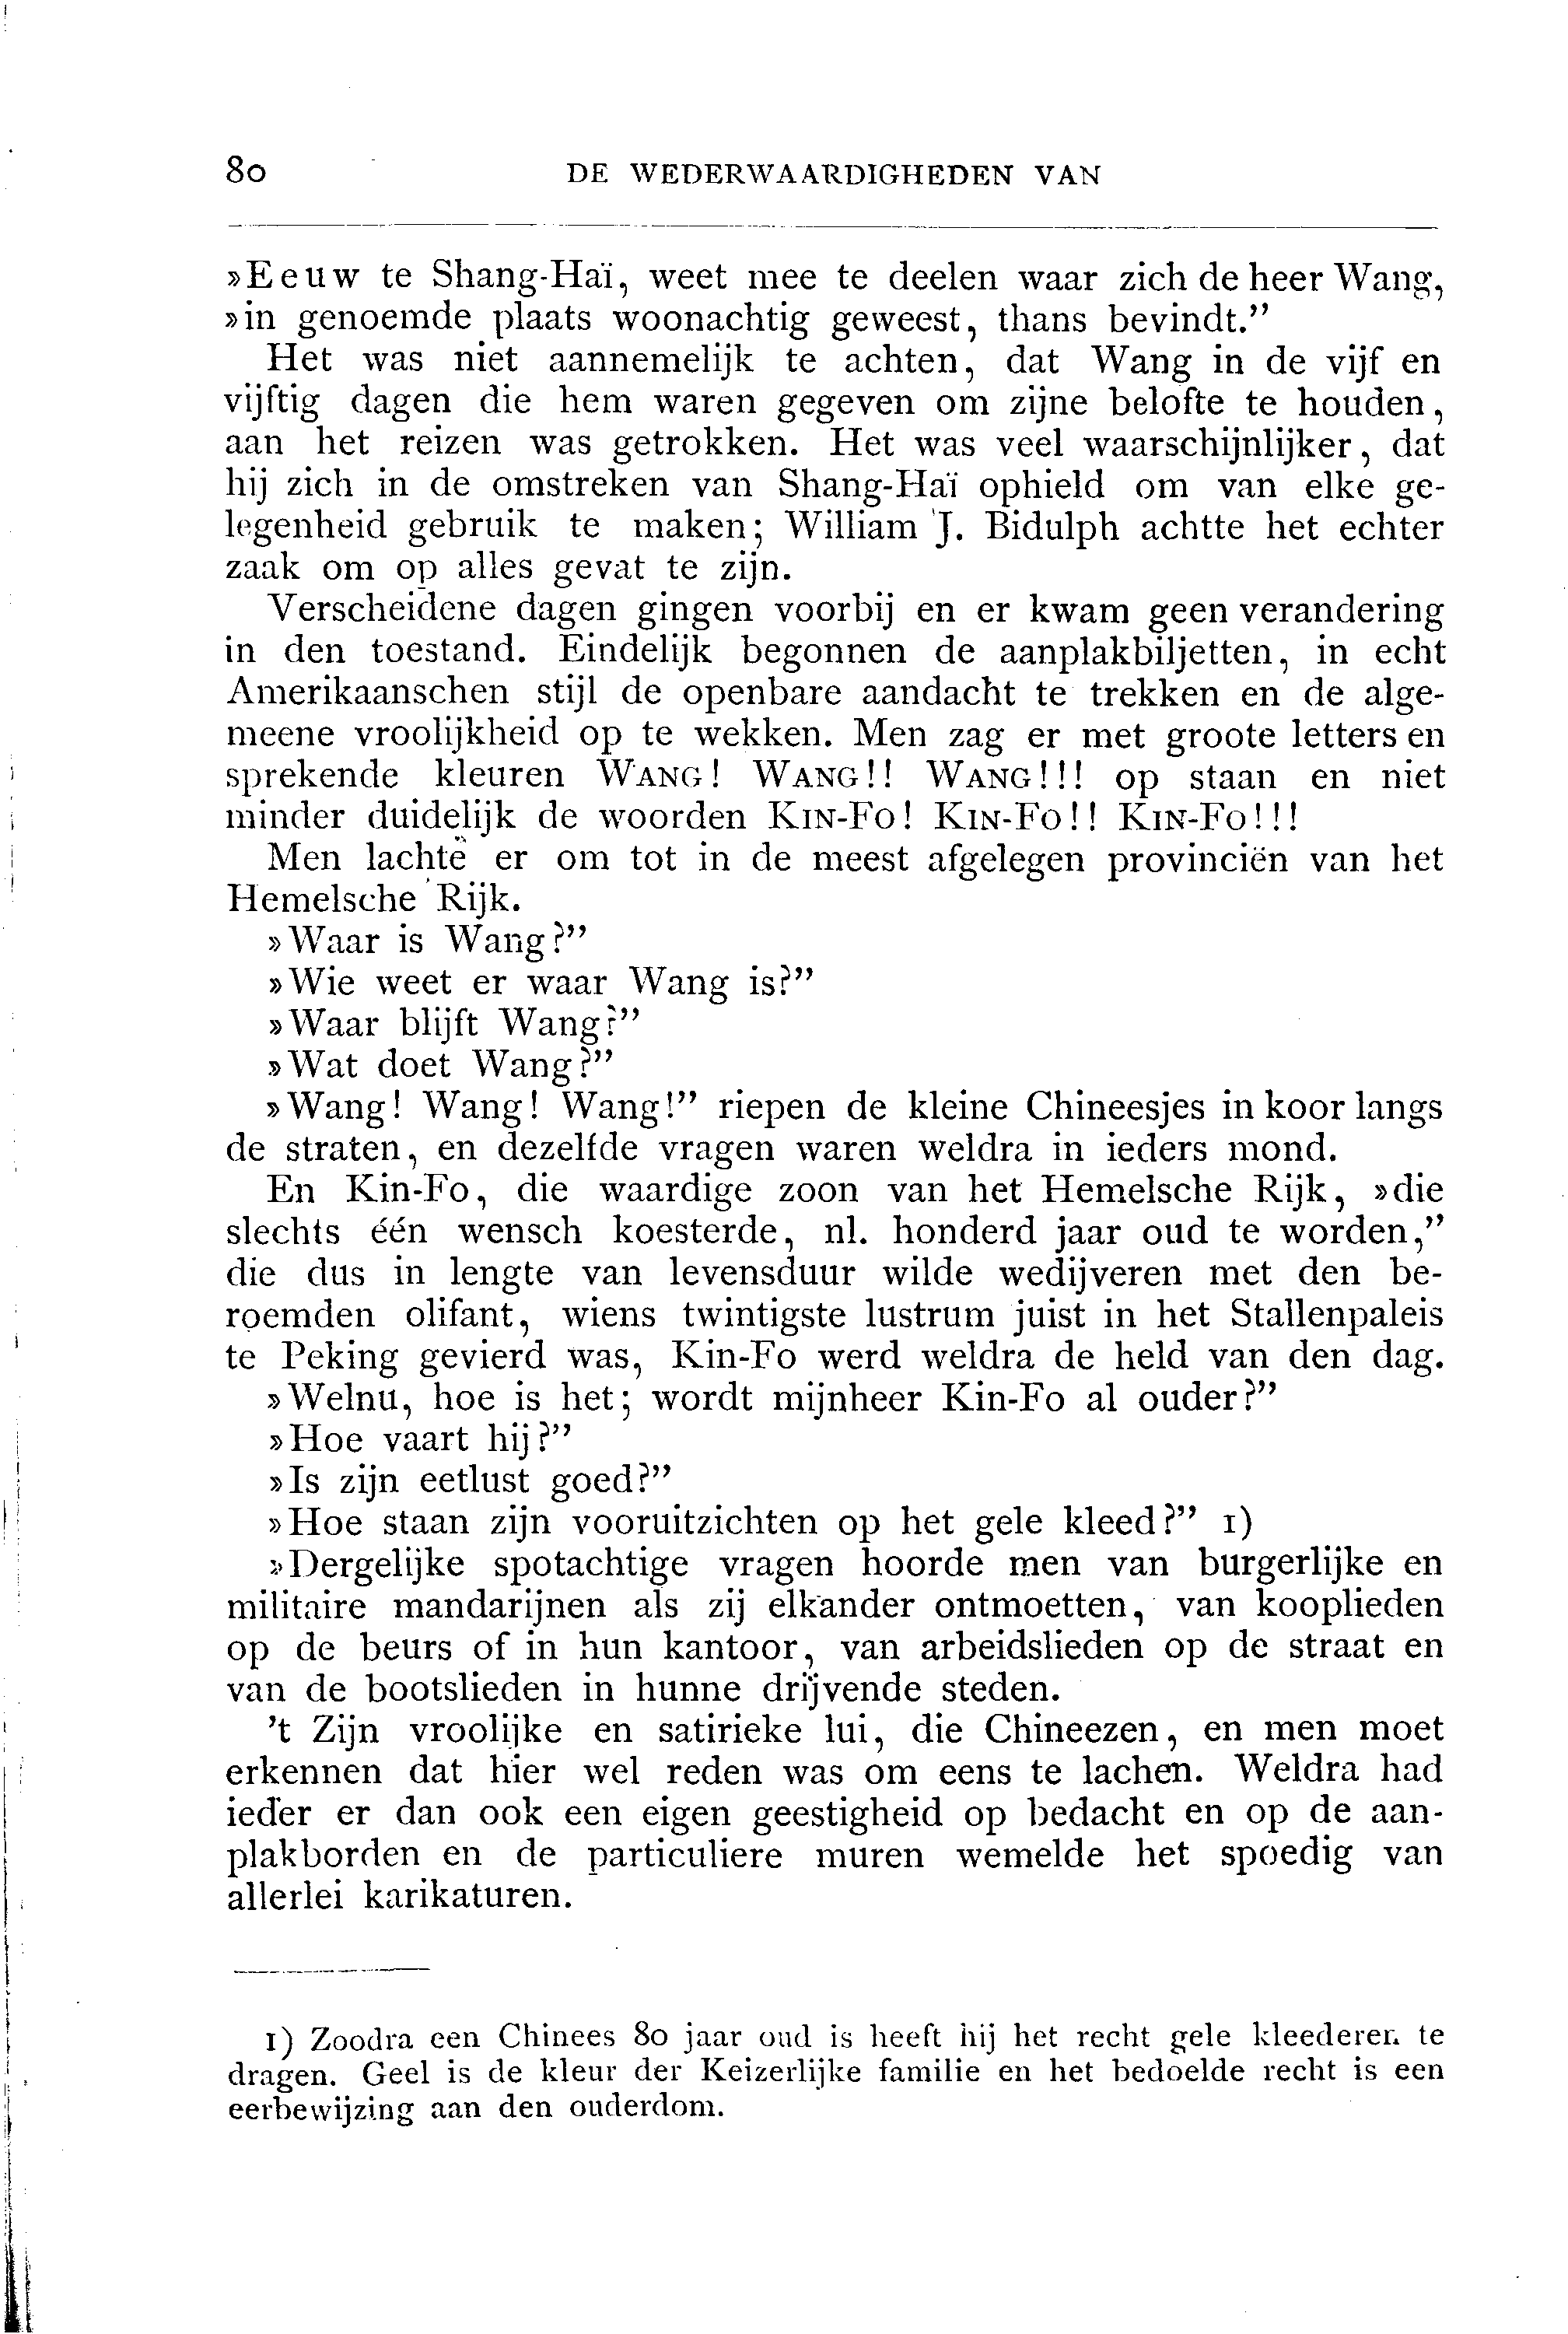 80 DE WEDERWAARDIGHEDEN VAN
»Eeuw te Shang-Haï, weet mee te deelen waar zich de heer Wang,
»in genoemde plaats woonachtig geweest, thans bevindt.”
Het was niet aannemelijk te achten, dat Wang in de vijf en
vijftig dagen die hem waren gegeven om zijne belofte te houden,
aan het reizen was getrokken. Het was veel waarschijnlijker, dat
hij zich in de omstreken van Shang-Haï ophield om van elke ge-
legenheid gebruik te maken; William J. Bidulph achtte het echter
zaak om op alles gevat te zijn.
Verscheidene dagen gingen voorbij en er kwam geen verandering
in den toestand. Eindelijk begonnen de aanplakbiljetten, in echt
Amerikaanschen stijl de openbare aandacht te trekken en de alge-
meene vroolijkheid op te wekken. Men zag er met groote letters en
sprekende kleuren WANG! WANG!! WANG!!! op staan en niet
minder duidelijk de woorden KIN-FO! KIN-FO!! KIN-FO!!!
Men lachte er om tot in de meest afgelegen provinciën van het
Hemelsche Rijk.
»Waar is Wang?”
»Wie weet er waar Wang is?”
»Waar blijft Wang?”
»Wat doet Wang?”
»Wang! Wang! Wang!” riepen de kleine Chineesjes in koor langs
de straten, en dezelfde vragen waren weldra in ieders mond.
En Kin-Fo, die waardige zoon van het Hemelsche Rijk, »die
slechts één wensch koesterde, nl. honderd jaar oud te worden,”
die dus in lengte van levensduur wilde wedijveren met den be-
roemden olifant, wiens twintigste lustrum juist in het Stallenpaleis
te Peking gevierd was, Kin-Fo werd weldra de held van den dag.
»Welnu, hoe is het; wordt mijnheer Kin-Fo al ouder?”
»Hoe vaart hij?”
»Is zijn eetlust goed?”
»Hoe staan zijn vooruitzichten op het gele kleed?” 1)
»Dergelijke spotachtige vragen hoorde men van burgerlijke en
militaire mandarijnen als zij elkander ontmoetten, van kooplieden
op de beurs of in hun kantoor, van arbeidslieden op de straat en
van de bootslieden in hunne drijvende steden.
’t Zijn vroolijke en satirieke lui, die Chineezen, en men moet
erkennen dat hier wel reden was om eens te lachen. Weldra had
ieder er dan ook een eigen geestigheid op bedacht en op de aan-
plakborden en de particuliere muren wemelde het spoedig van
allerlei karikaturen.
1) Zoodra een Chinees 80 jaar oud is heeft hij het recht gele kleederen te
dragen. Geel is de kleur der Keizerlijke familie en het bedoelde recht is een
eerbewijzing aan den ouderdom.